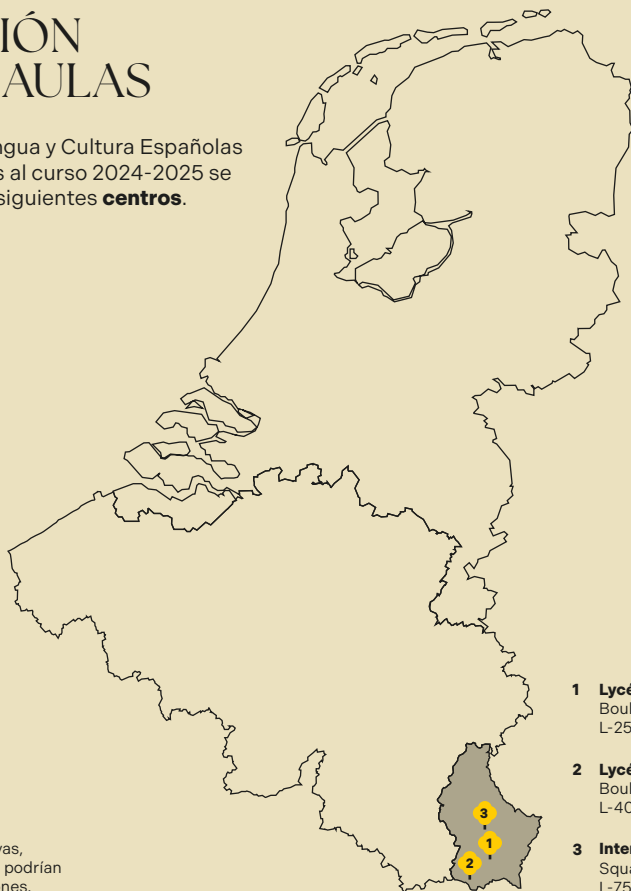 IÓN
AULAS
ngua y Cultura Españolas
s al curso 2024-2025 se
siguientes centros.
1 Lycé
Boul
L-25
2 Lycé
Boul
L-40
3 Inter
Squa
L-75
3
1
2
vas,
podrían
ones.